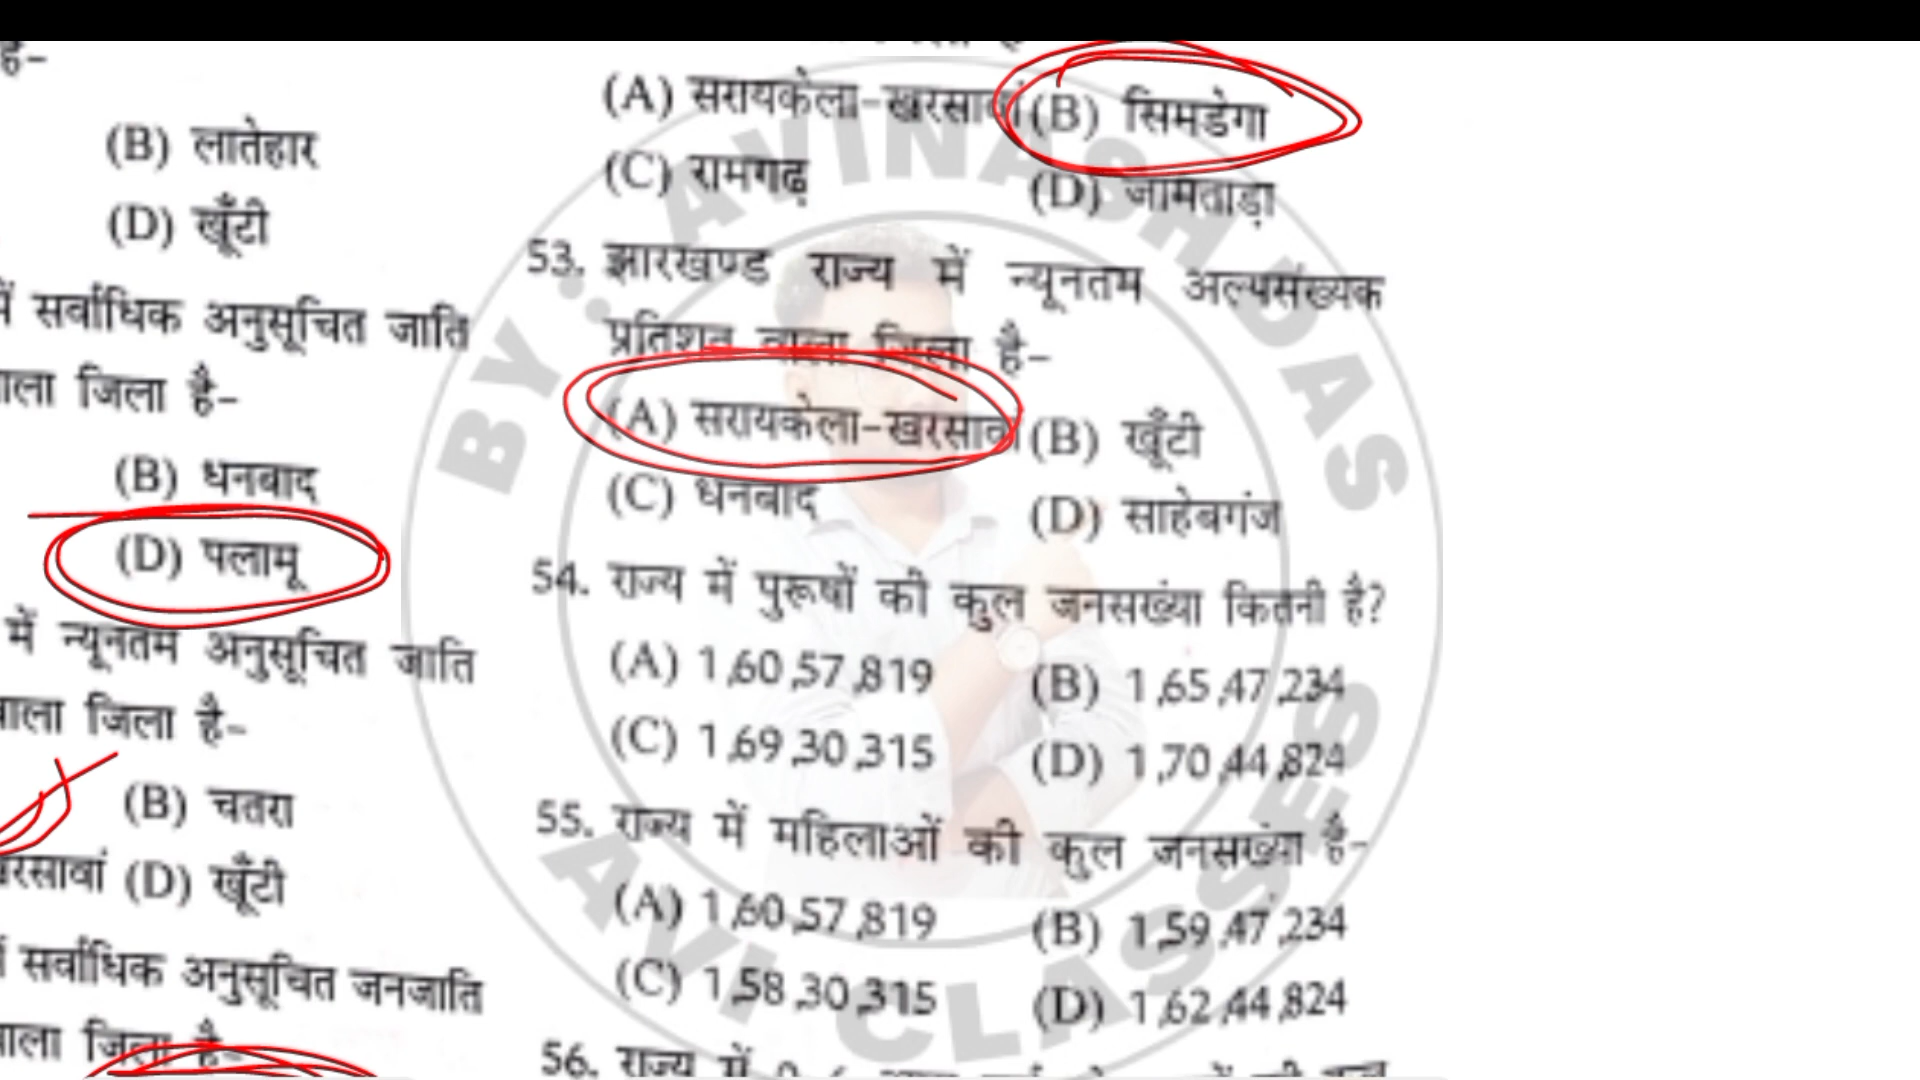 है-
(B) लातेहार
(D) खूँटी
में सर्वाधिक अनुसूचित जाति
वाला जिला है-
(B) धनबाद
(D) पलामू
में न्यूनतम अनुसूचित जाति
वाला जिला है-
(B) चतरा
खरसावां (D) खूँटी
सर्वाधिक अनुसूचित जनजाति
वाला जिला है-
(A) सरायकेला-खरसावां (B) सिमडेगा
(C) रामगढ़ (D) जामताड़ा
53. झारखण्ड राज्य में न्यूनतम अल्पसंख्यक
प्रतिशत वाला जिला है-
(A) सरायकेला-खरसावां (B) खूँटी
(C) धनबाद (D) साहेबगंज
54. राज्य में पुरूषों की कुल जनसख्ंया कितनी है?
(A) 1,60,57,819 (B) 1,65,47,234
(C) 1,69,30,315 (D) 1,70,44,824
55. राज्य में महिलाओं की कुल जनसख्ंया है-
(A) 1,60,57,819 (B) 1,59,47,234
(C) 1,58,30,315 (D) 1,62,44,824
56. राज्य में
BY.. AVINASH DAS
AVI CLASSES